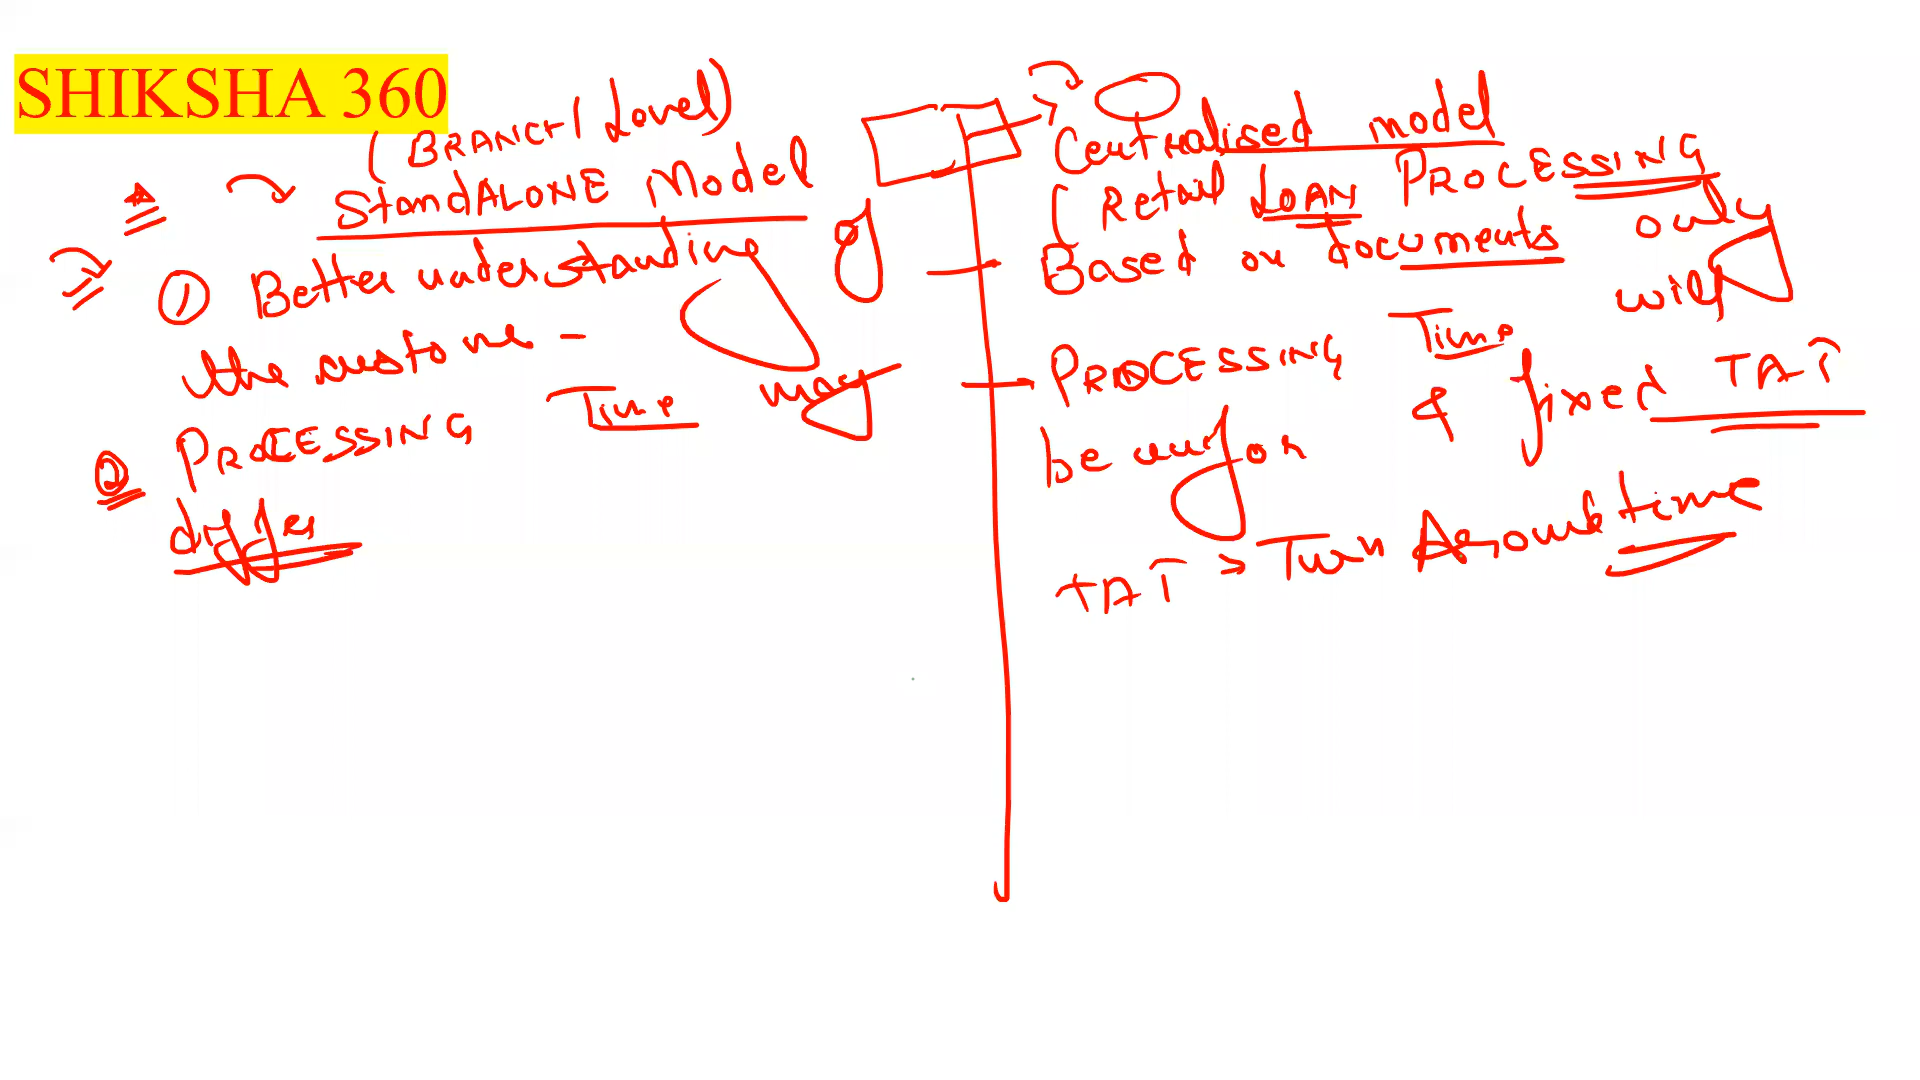 SHIKSHA 360
(BRANCH Level)
StandALONE Model
① Better understanding of
the customer -
② PROCESSING Time may
differ
Centralised model
( Retail LOAN PROCESSING
Based on documents only
PROCESSING Time will
be uniform & fixed TAT
TAT > Turn Around time